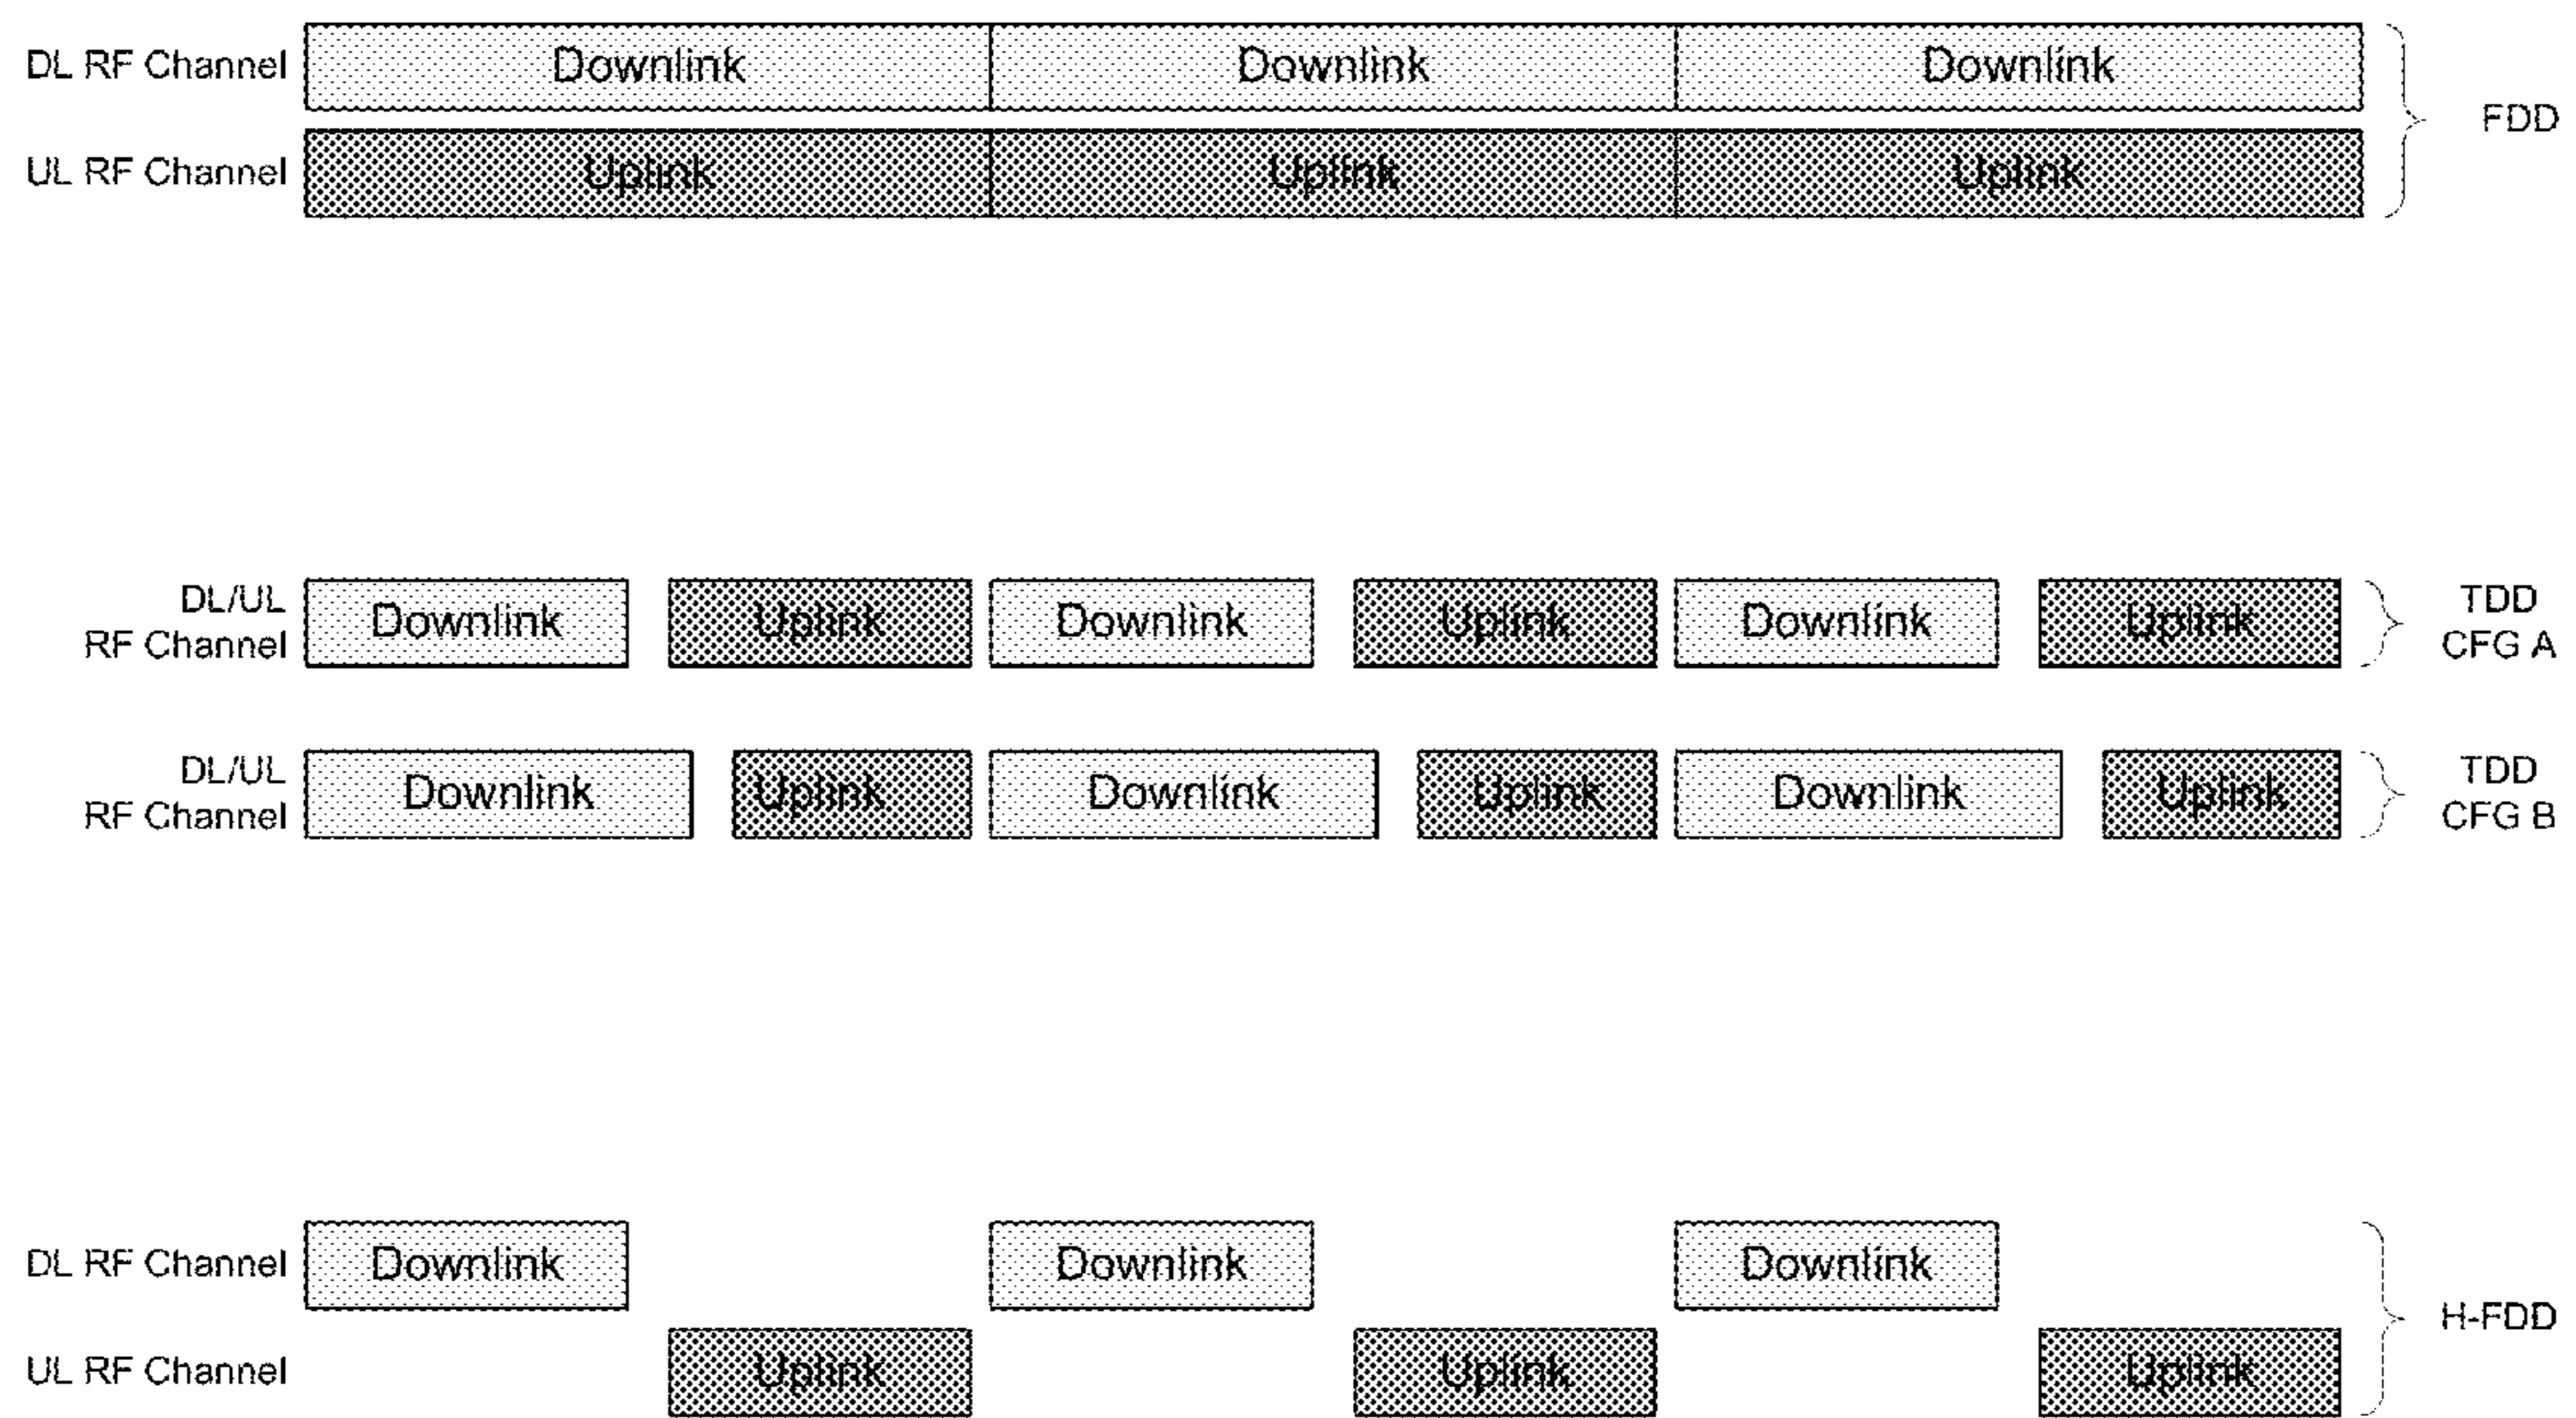 DL RF Channel Downlink Downlink Downlink
FDD
UL RF Channel Uplink Uplink Uplink
DL/UL
RF Channel
Downlink Uplink Downlink Uplink Downlink Uplink
TDD
CFG A
DL/UL
RF Channel
Downlink Uplink Downlink Uplink Downlink Uplink
TDD
CFG B
DL RF Channel Downlink Downlink Downlink
H-FDD
UL RF Channel Uplink Uplink Uplink